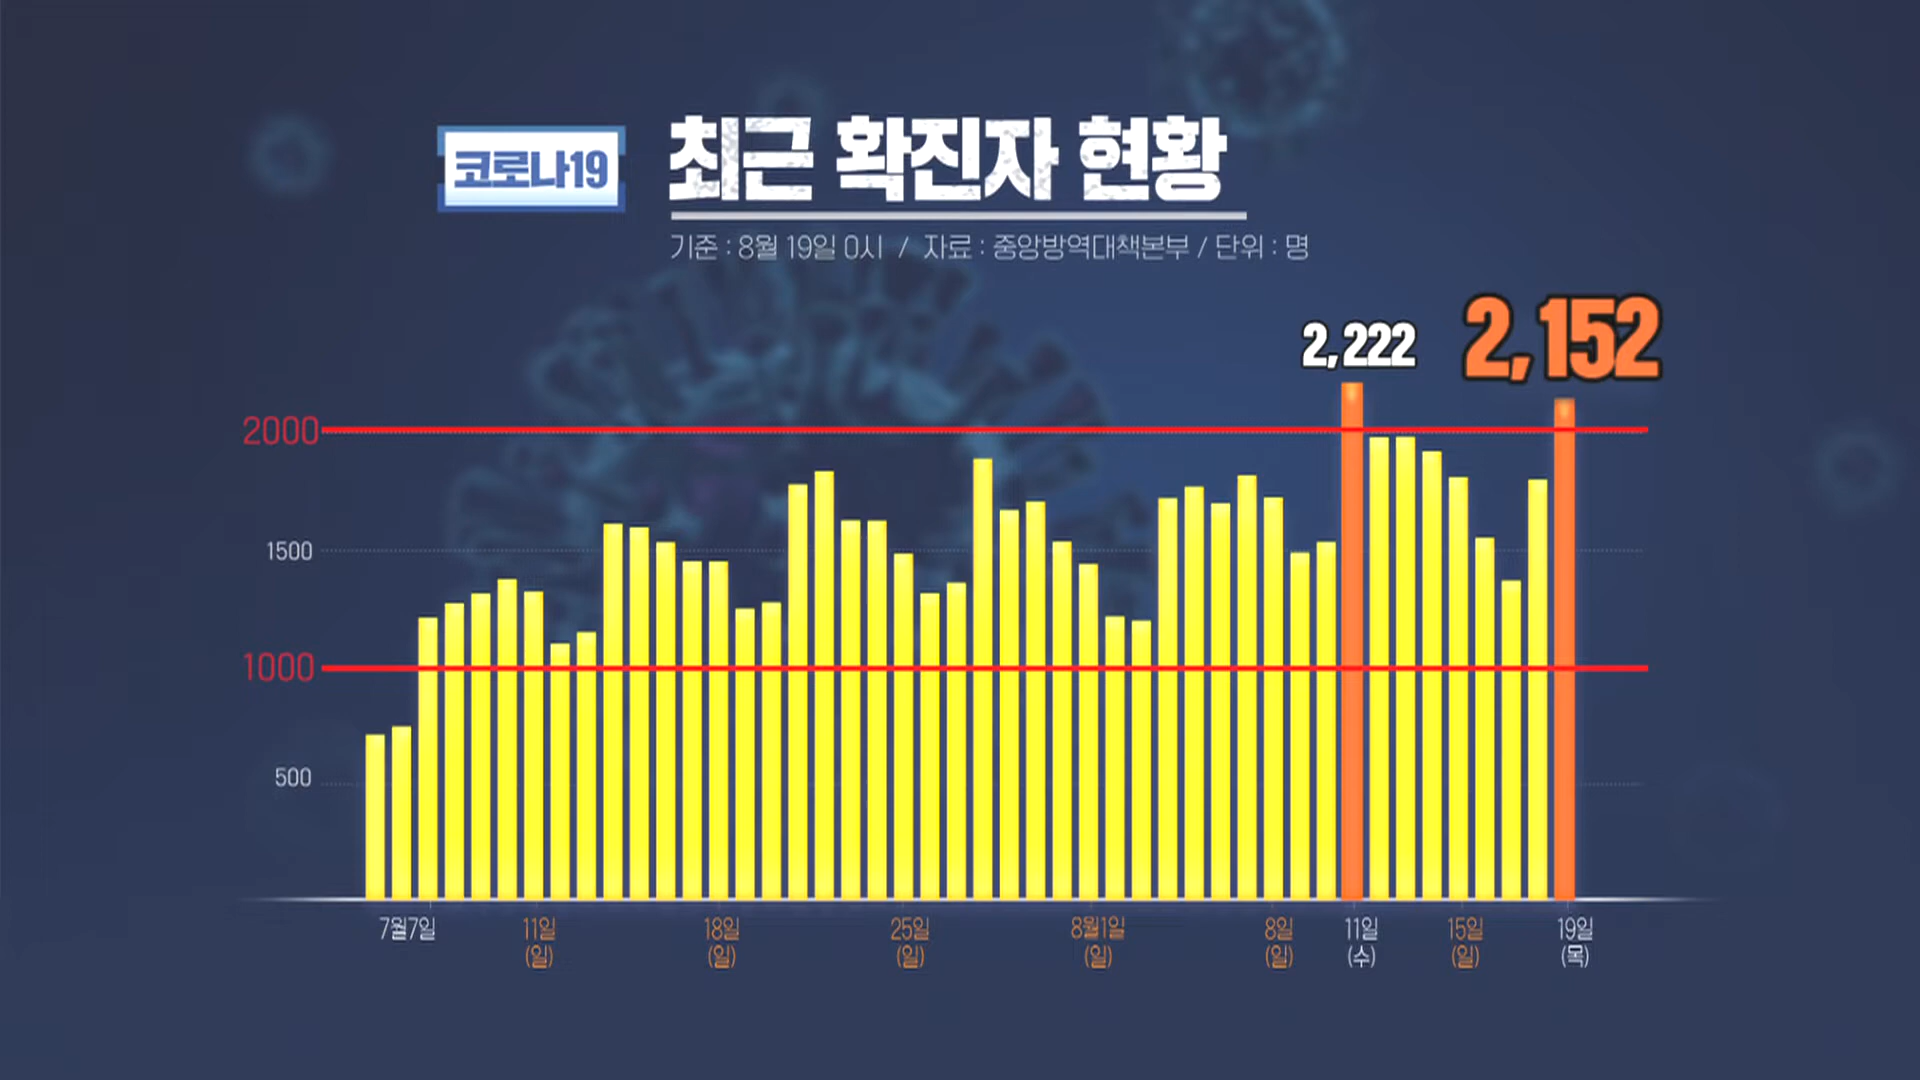 코로나19
최근 확진자 현황
기준 : 8월 19일 0시 / 자료 : 중앙방역대책본부 / 단위 : 명
2,222
2,152
2000
1500
1000
500
7월7일 11일 18일 25일 8월1일 8일 11일 15일 19일
(일) (일) (일) (일) (일) (수) (일) (목)